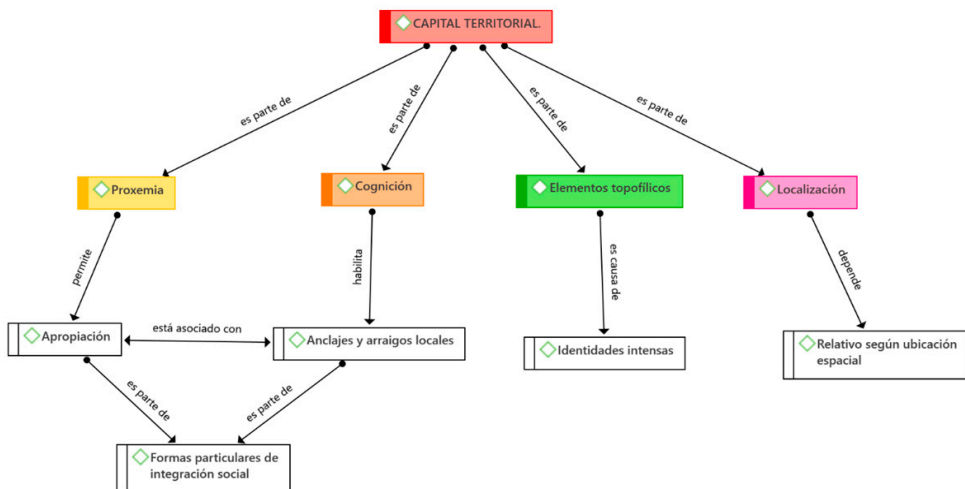 CAPITAL TERRITORIAL.
es parte de
es parte de
es parte de
es parte de
Proxemia
Cognición
Elementos topofílicos
Localización
permite
habilita
es causa de
depende
Apropiación
está asociado con
Anclajes y arraigos locales
Identidades intensas
Relativo según ubicación
espacial
es parte de
es parte de
Formas particulares de
integración social